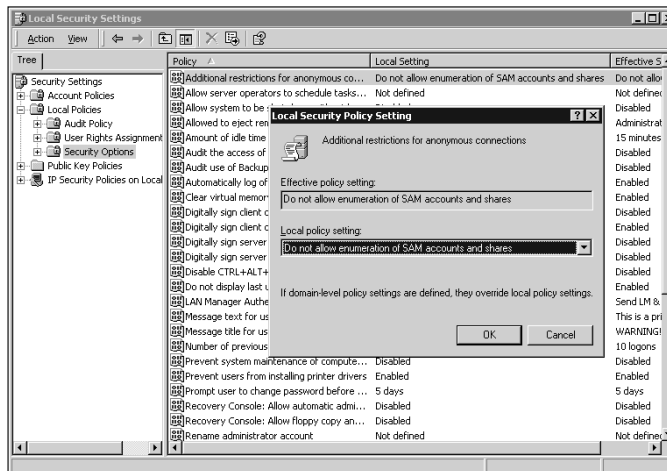 Local Security Settings
Action View
Tree
Security Settings
Account Policies
Local Policies
Audit Policy
User Rights Assignment
Security Options
Public Key Policies
IP Security Policies on Local
Policy Local Setting Effective S
Additional restrictions for anonymous co... Do not allow enumeration of SAM accounts and shares Do not allo
Allow server operators to schedule tasks... Not defined Not define
Allow system to be Disabled
Allowed to eject rem Administrat
Amount of idle time 15 minutes
Audit the access of Disabled
Audit use of Backup Disabled
Automatically log of Enabled
Clear virtual memor Enabled
Digitally sign client c Disabled
Digitally sign client c Enabled
Digitally sign server Disabled
Digitally sign server Disabled
Disable CTRL+ALT+ Disabled
Do not display last u Enabled
LAN Manager Authe Send LM &
Message text for us This is a pri
Message title for us WARNING!
Number of previous 10 logons
Prevent system maintenance of compute... Disabled Disabled
Prevent users from installing printer drivers Enabled Enabled
Prompt user to change password before ... 5 days 5 days
Recovery Console: Allow automatic admi... Disabled Disabled
Recovery Console: Allow floppy copy an... Disabled Disabled
Rename administrator account Not defined Not define
Local Security Policy Setting
Additional restrictions for anonymous connections
Effective policy setting:
Do not allow enumeration of SAM accounts and shares
Local policy setting:
Do not allow enumeration of SAM accounts and shares
If domain-level policy settings are defined, they override local policy settings.
OK Cancel